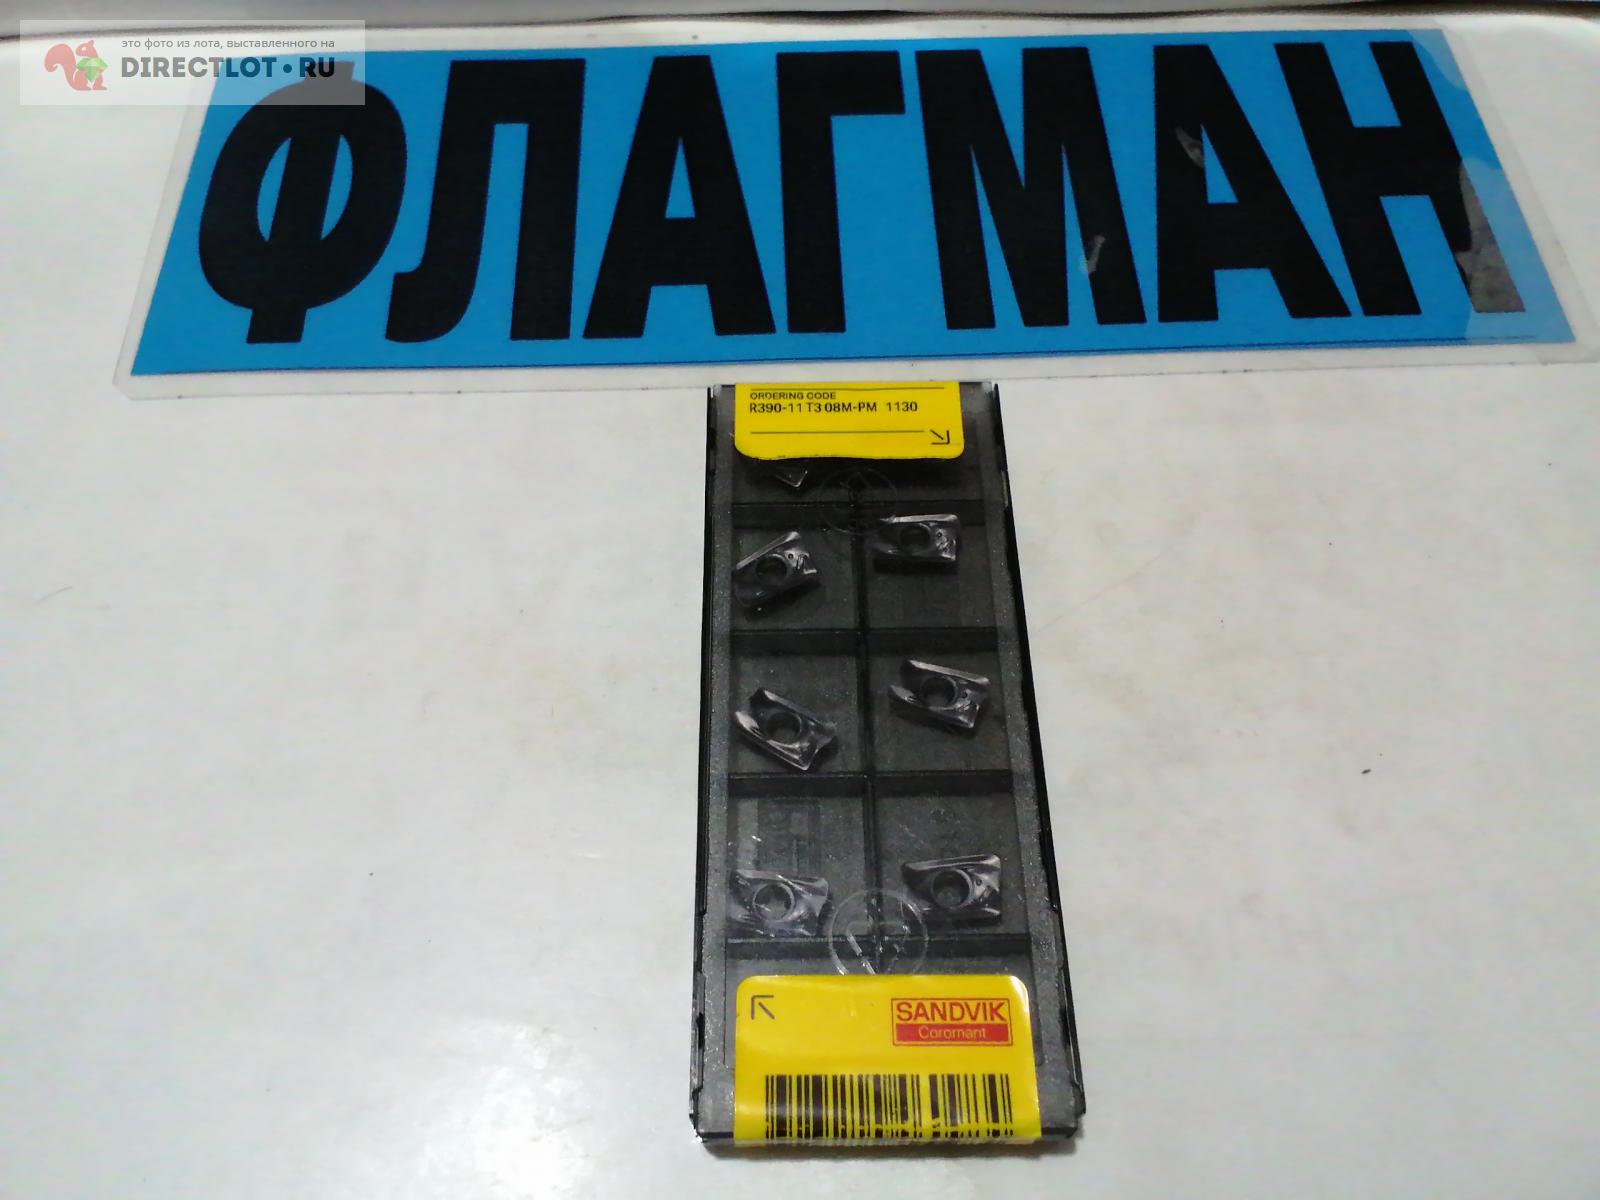 это фото из лота, выставленного на
DIRECTLOT•RU
ФЛАГМАН
ORDERING CODE
R390-11 T3 08M-PM 1130
SANDVIK
Coromant